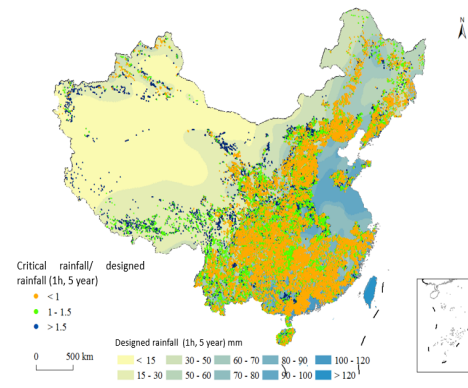 N
Critical rainfall/ designed
rainfall (1h, 5 year)
< 1
1 - 1.5
> 1.5
0 500 km
Designed rainfall (1h, 5 year) mm
< 15 30 - 50 60 - 70 80 - 90 100 - 120
15 - 30 50 - 60 70 - 80 90 - 100 > 120